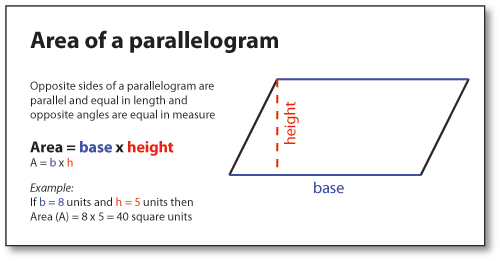 Area of a parallelogram
Opposite sides of a parallelogram are
parallel and equal in length and
opposite angles are equal in measure
Area = base x height
A = b x h
Example:
If b = 8 units and h = 5 units then
Area (A) = 8 x 5 = 40 square units
height
base